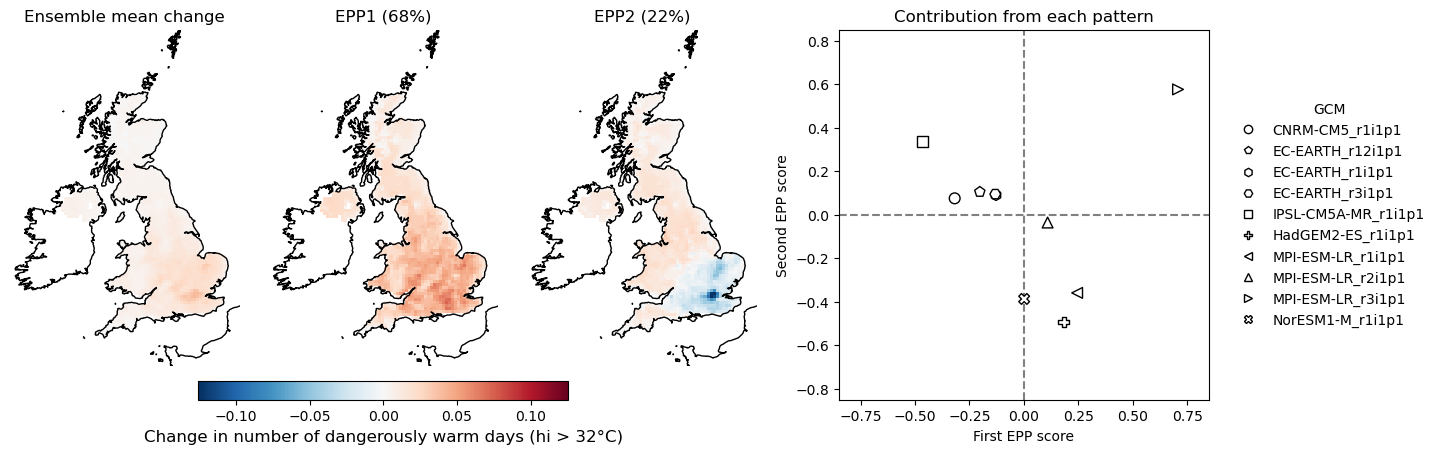 Ensemble mean change
EPP1 (68%)
EPP2 (22%)
−0.10 −0.05 0.00 0.05 0.10
Change in number of dangerously warm days (hi > 32°C)
Contribution from each pattern
Second EPP score
0.8
0.6
0.4
0.2
0.0
−0.2
−0.4
−0.6
−0.8
−0.75 −0.50 −0.25 0.00 0.25 0.50 0.75
First EPP score
GCM
CNRM-CM5_r1i1p1
EC-EARTH_r12i1p1
EC-EARTH_r1i1p1
EC-EARTH_r3i1p1
IPSL-CM5A-MR_r1i1p1
HadGEM2-ES_r1i1p1
MPI-ESM-LR_r1i1p1
MPI-ESM-LR_r2i1p1
MPI-ESM-LR_r3i1p1
NorESM1-M_r1i1p1